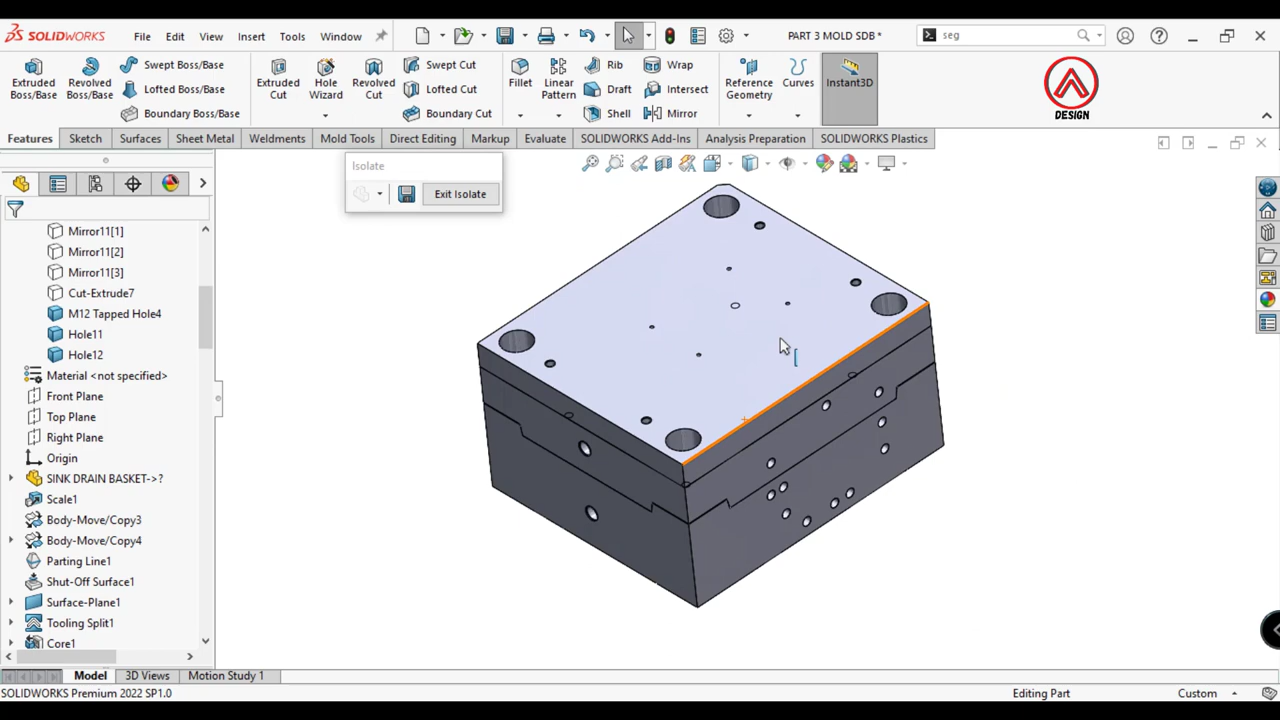 SOLIDWORKS File Edit View Insert Tools Window PART 3 MOLD SDB * seg
Extruded Boss/Base
Revolved Boss/Base
Swept Boss/Base
Lofted Boss/Base
Boundary Boss/Base
Extruded Cut
Hole Wizard
Revolved Cut
Swept Cut
Lofted Cut
Boundary Cut
Fillet
Linear Pattern
Rib
Draft
Shell
Wrap
Intersect
Mirror
Reference Geometry
Curves
Instant3D
DESIGN
Features Sketch Surfaces Sheet Metal Weldments Mold Tools Direct Editing Markup Evaluate SOLIDWORKS Add-Ins Analysis Preparation SOLIDWORKS Plastics
Isolate
Exit Isolate
Mirror11[1]
Mirror11[2]
Mirror11[3]
Cut-Extrude7
M12 Tapped Hole4
Hole11
Hole12
Material <not specified>
Front Plane
Top Plane
Right Plane
Origin
SINK DRAIN BASKET->?
Scale1
Body-Move/Copy3
Body-Move/Copy4
Parting Line1
Shut-Off Surface1
Surface-Plane1
Tooling Split1
Core1
Model 3D Views Motion Study 1
SOLIDWORKS Premium 2022 SP1.0 Editing Part Custom